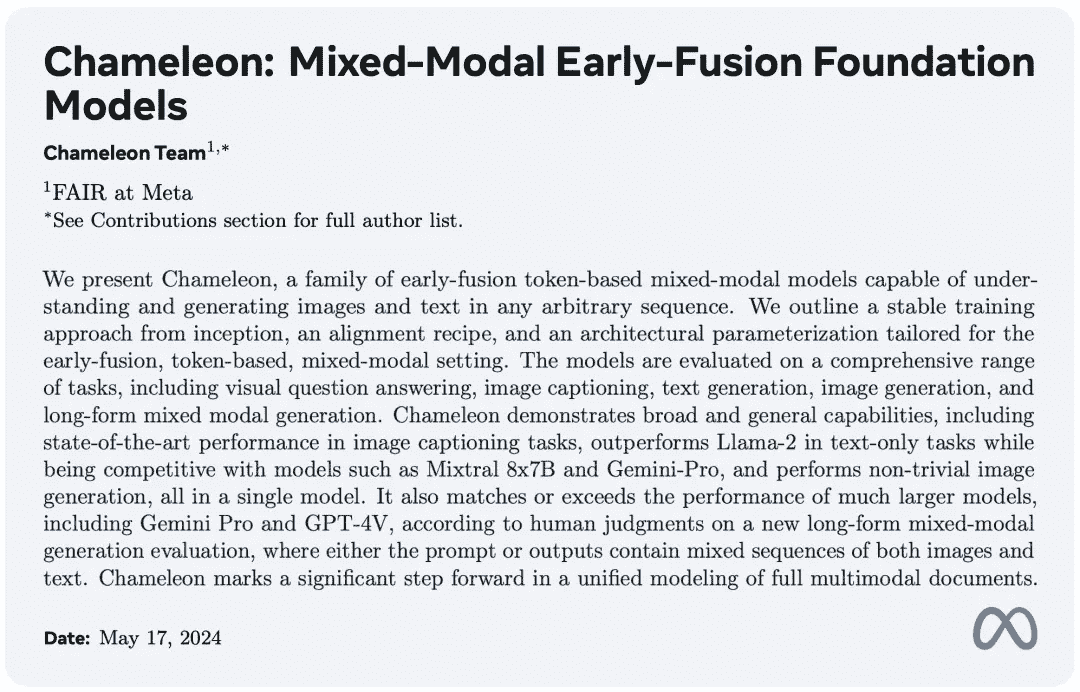 Chameleon: Mixed-Modal Early-Fusion Foundation
Models
Chameleon Team1,*
1FAIR at Meta
*See Contributions section for full author list.
We present Chameleon, a family of early-fusion token-based mixed-modal models capable of under-
standing and generating images and text in any arbitrary sequence. We outline a stable training
approach from inception, an alignment recipe, and an architectural parameterization tailored for the
early-fusion, token-based, mixed-modal setting. The models are evaluated on a comprehensive range
of tasks, including visual question answering, image captioning, text generation, image generation, and
long-form mixed modal generation. Chameleon demonstrates broad and general capabilities, including
state-of-the-art performance in image captioning tasks, outperforms Llama-2 in text-only tasks while
being competitive with models such as Mixtral 8x7B and Gemini-Pro, and performs non-trivial image
generation, all in a single model. It also matches or exceeds the performance of much larger models,
including Gemini Pro and GPT-4V, according to human judgments on a new long-form mixed-modal
generation evaluation, where either the prompt or outputs contain mixed sequences of both images and
text. Chameleon marks a significant step forward in a unified modeling of full multimodal documents.
Date: May 17, 2024